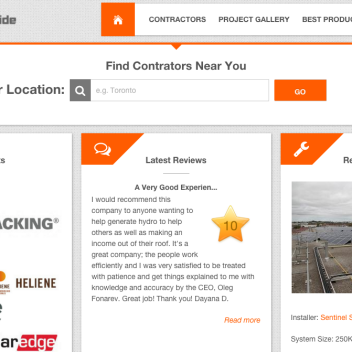 ide
CONTRACTORS PROJECT GALLERY BEST PRODU
Find Contrators Near You
r Location: e.g. Toronto GO
s
ACKING®
HELIENE
e
aredge
Latest Reviews
A Very Good Experien...
I would recommend this
company to anyone wanting to
help generate hydro to help
others as well as making an
income out of their roof. It's a
great company; the people work
efficiently and I was very satisfied to be treated
with patience and get things explained to me with
knowledge and accuracy by the CEO, Oleg
Fonarev. Great job! Thank you! Dayana D.
10
Read more
Re
Installer: Sentinel S
System Size: 250K